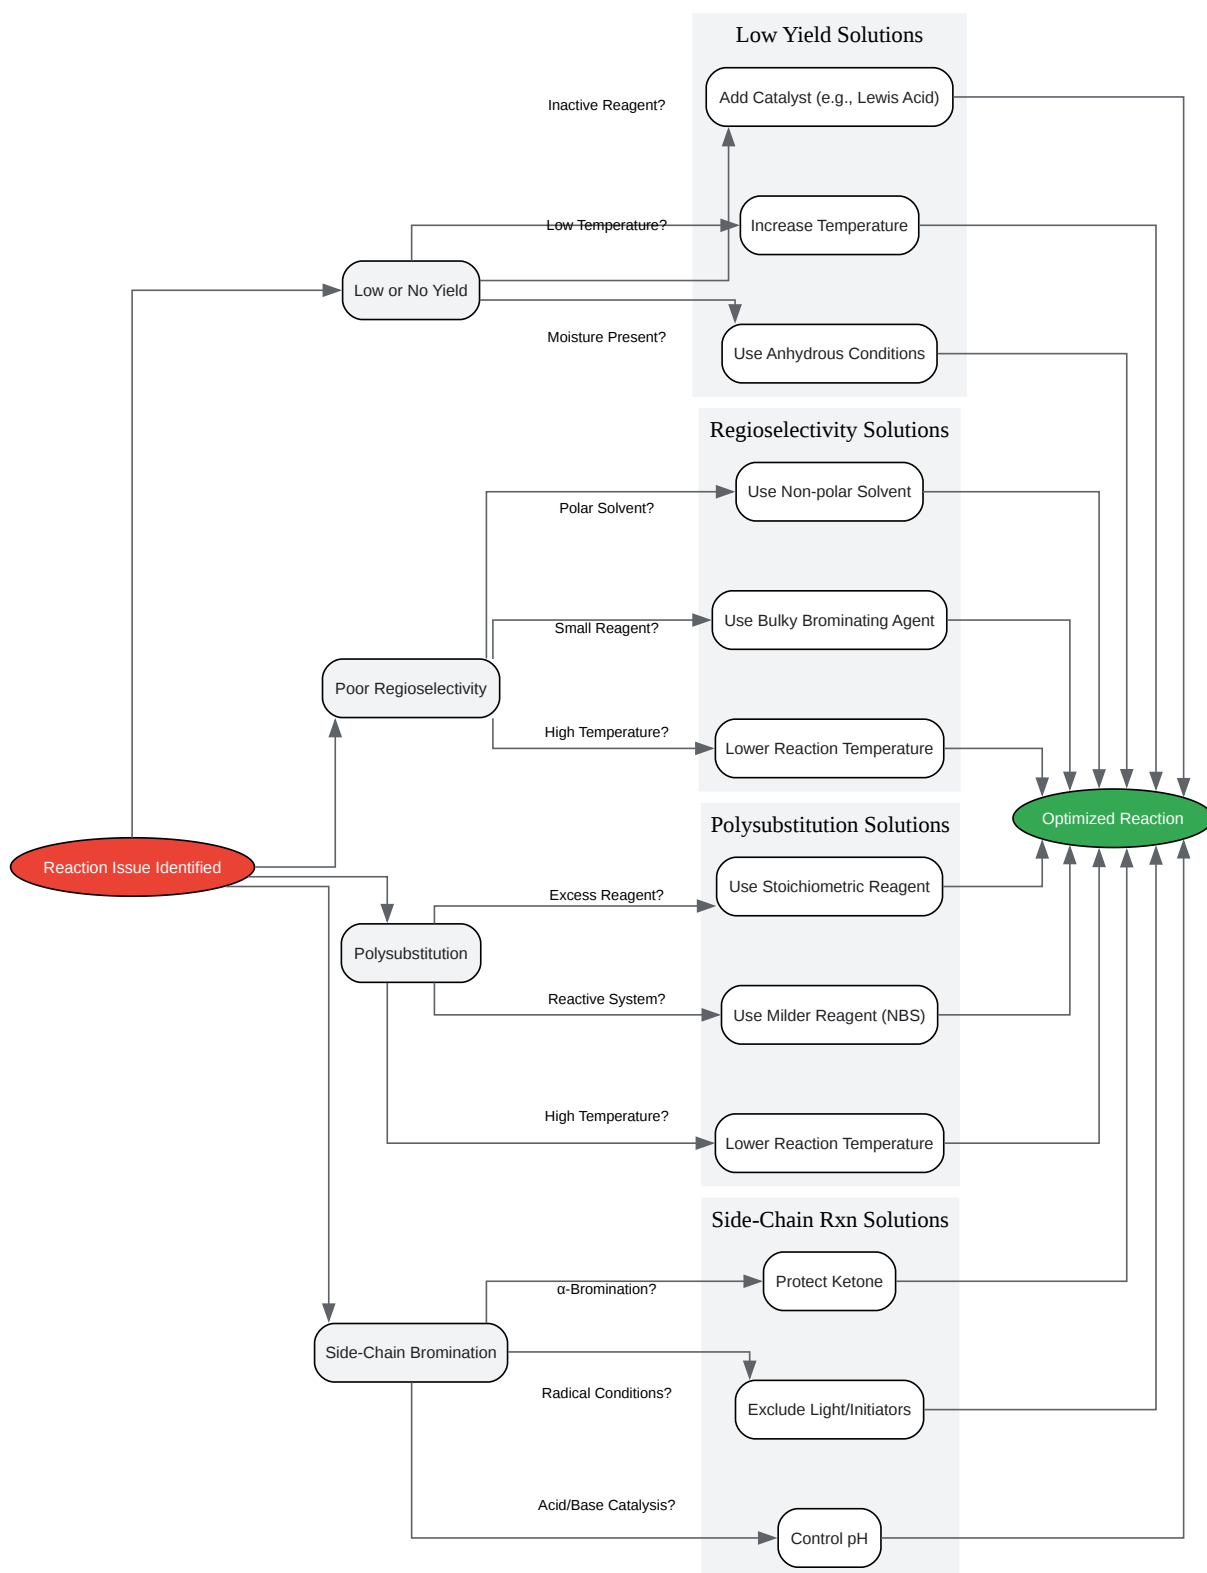 Low Yield Solutions
Add Catalyst (e.g., Lewis Acid)
Inactive Reagent?
Low Temperature?
Increase Temperature
Low or No Yield
Moisture Present?
Use Anhydrous Conditions
Regioselectivity Solutions
Use Non-polar Solvent
Polar Solvent?
Use Bulky Brominating Agent
Small Reagent?
Poor Regioselectivity
High Temperature?
Lower Reaction Temperature
Optimized Reaction
Polysubstitution Solutions
Reaction Issue Identified
Excess Reagent?
Use Stoichiometric Reagent
Polysubstitution
Reactive System?
Use Milder Reagent (NBS)
High Temperature?
Lower Reaction Temperature
Side-Chain Rxn Solutions
α-Bromination?
Protect Ketone
Side-Chain Bromination
Radical Conditions?
Exclude Light/Initiators
Acid/Base Catalysis?
Control pH